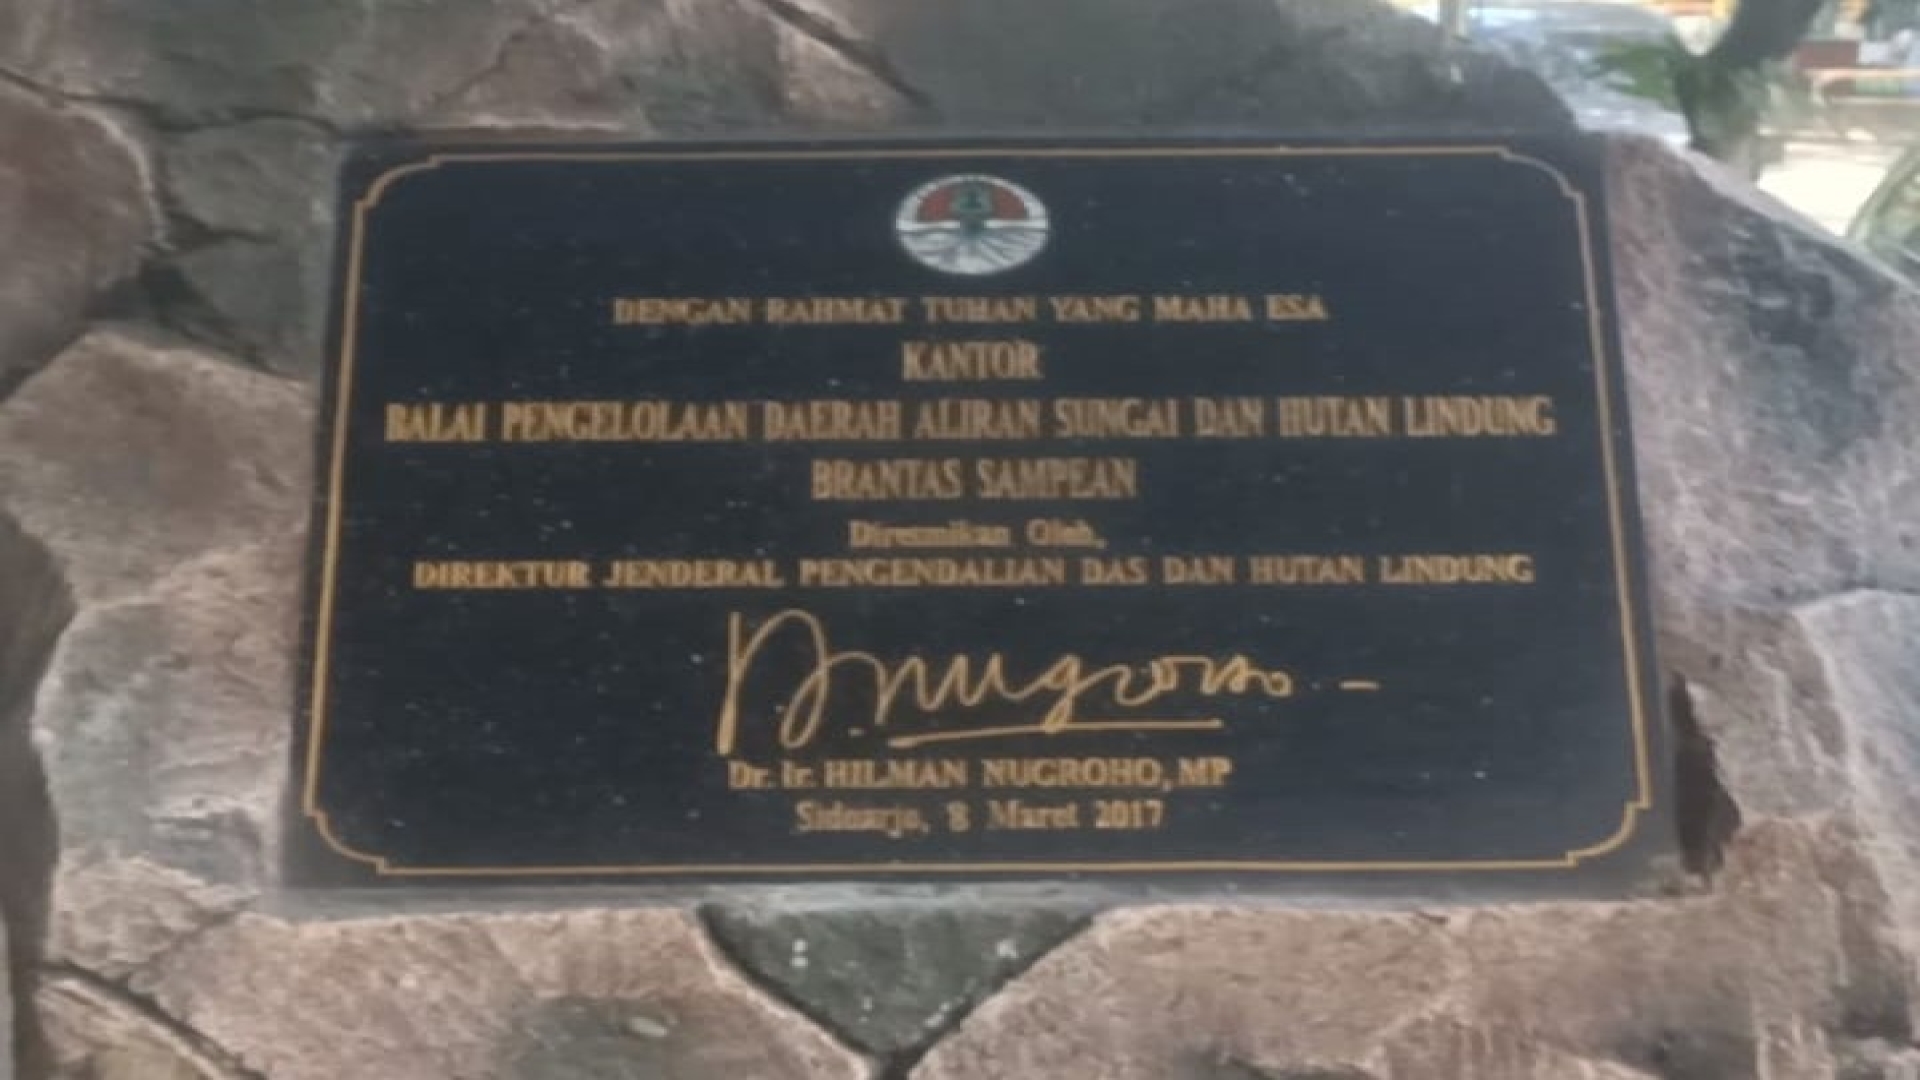 DENGAN RAHMAT TUHAN YANG MAHA ESA
KANTOR
BALAI PENGELOLAAN DAERAH ALIRAN SUNGAI DAN HUTAN LINDUNG
BRANTAS SAMPEAN
Diresmikan Oleh,
DIREKTUR JENDERAL PENGENDALIAN DAS DAN HUTAN LINDUNG
Dr. Ir. HILMAN NUGROHO, MP
Sidoarjo, 8 Maret 2017